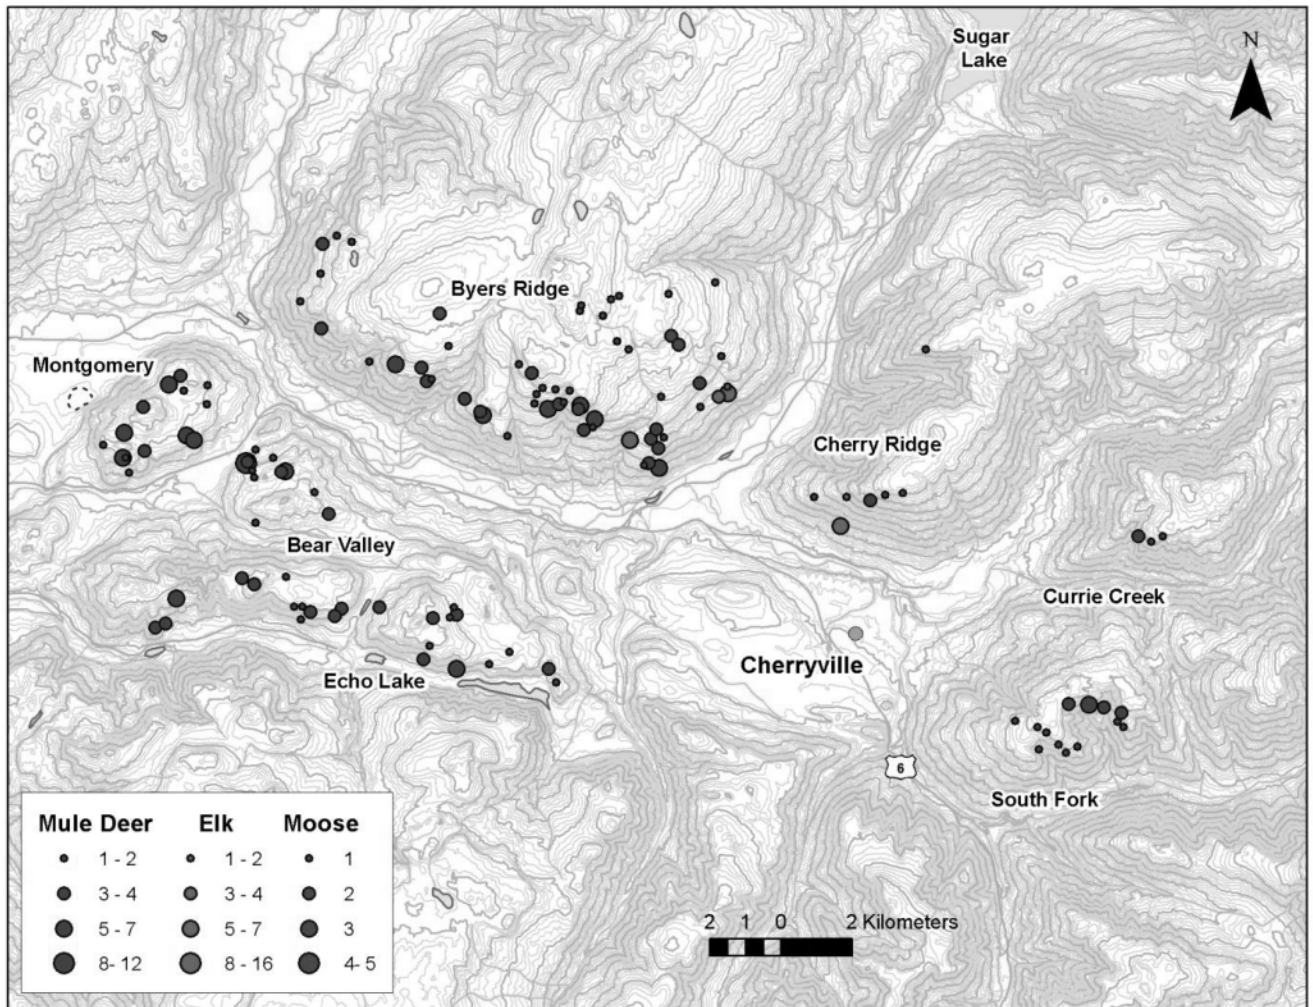 Sugar
Lake
N
Byers Ridge
Montgomery
Cherry Ridge
Bear Valley
Currie Creek
Cherryville
Echo Lake
6
South Fork
Mule Deer Elk Moose
1 - 2 1 - 2 1
3 - 4 3 - 4 2
5 - 7 5 - 7 3
8- 12 8 - 16 4- 5
2 1 0 2 Kilometers